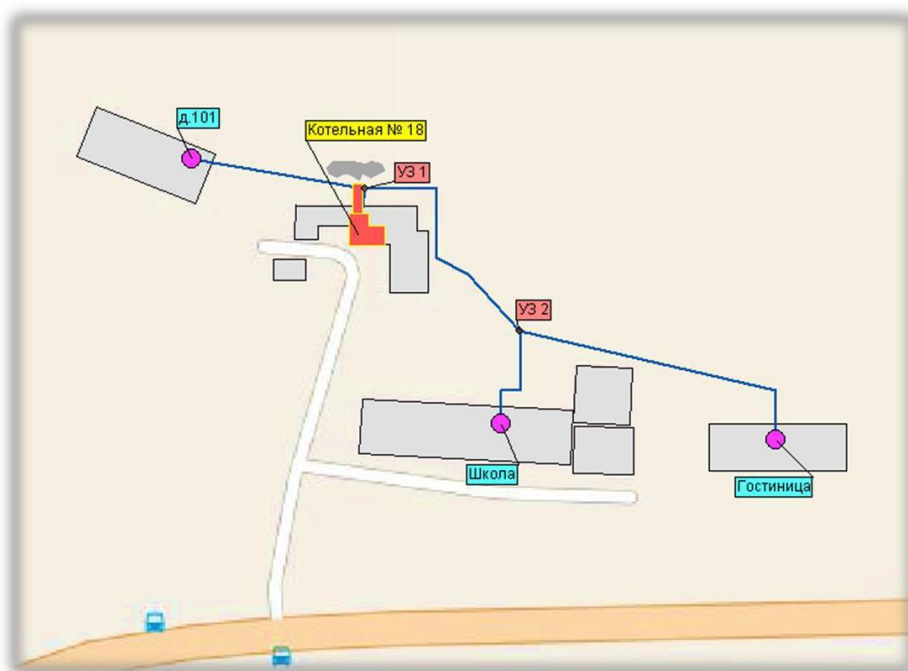 д.101
Котельная № 18
УЗ 1
УЗ 2
Школа
Гостиница